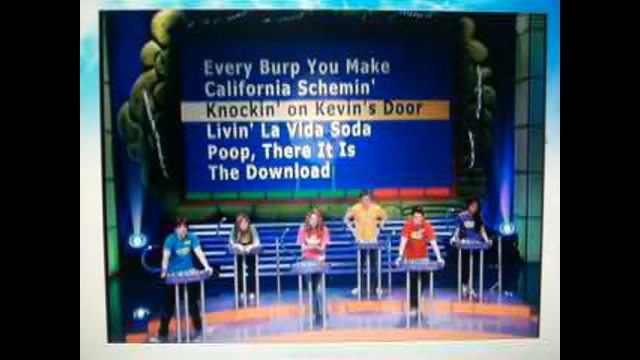 Every Burp You Make
California Schemin'
Knockin' on Kevin's Door
Livin' La Vida Soda
Poop, There It Is
The Download